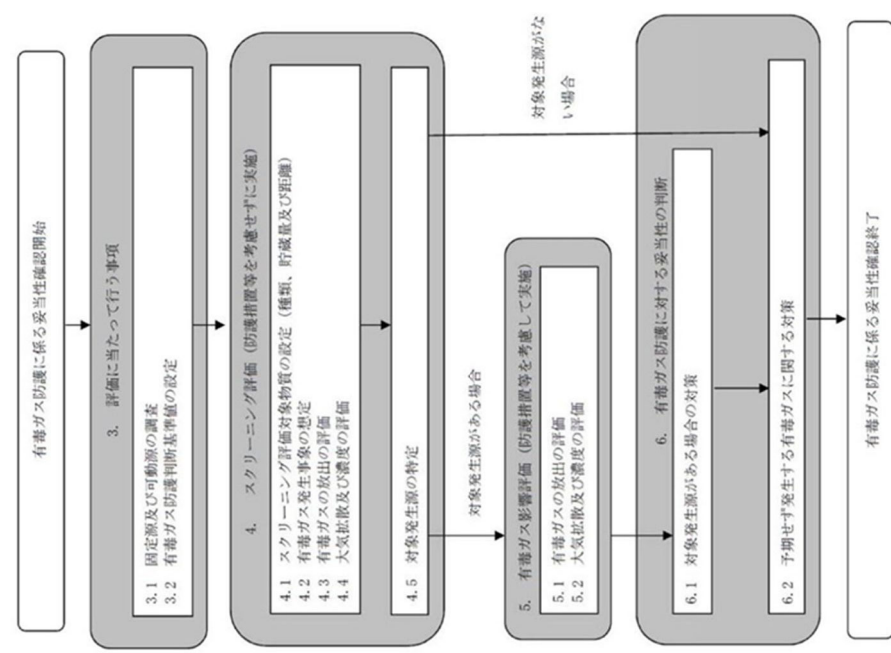 有毒ガス防護に係る妥当性確認開始
3. 評価に当たって行う事項
3.1 固定源及び可動源の調査
3.2 有毒ガス防護判断基準値の設定
4. スクリーニング評価（防護措置等を考慮せずに実施）
4.1 スクリーニング評価対象物質の設定（種類、貯蔵量及び距離）
4.2 有毒ガス発生事象の想定
4.3 有毒ガスの放出の評価
4.4 大気拡散及び濃度の評価
4.5 対象発生源の特定
対象発生源がある場合
対象発生源がな
い場合
5. 有毒ガス影響評価（防護措置等を考慮して実施）
5.1 有毒ガスの放出の評価
5.2 大気拡散及び濃度の評価
6. 有毒ガス防護に対する妥当性の判断
6.1 対象発生源がある場合の対策
6.2 予期せず発生する有毒ガスに関する対策
有毒ガス防護に係る妥当性確認終了